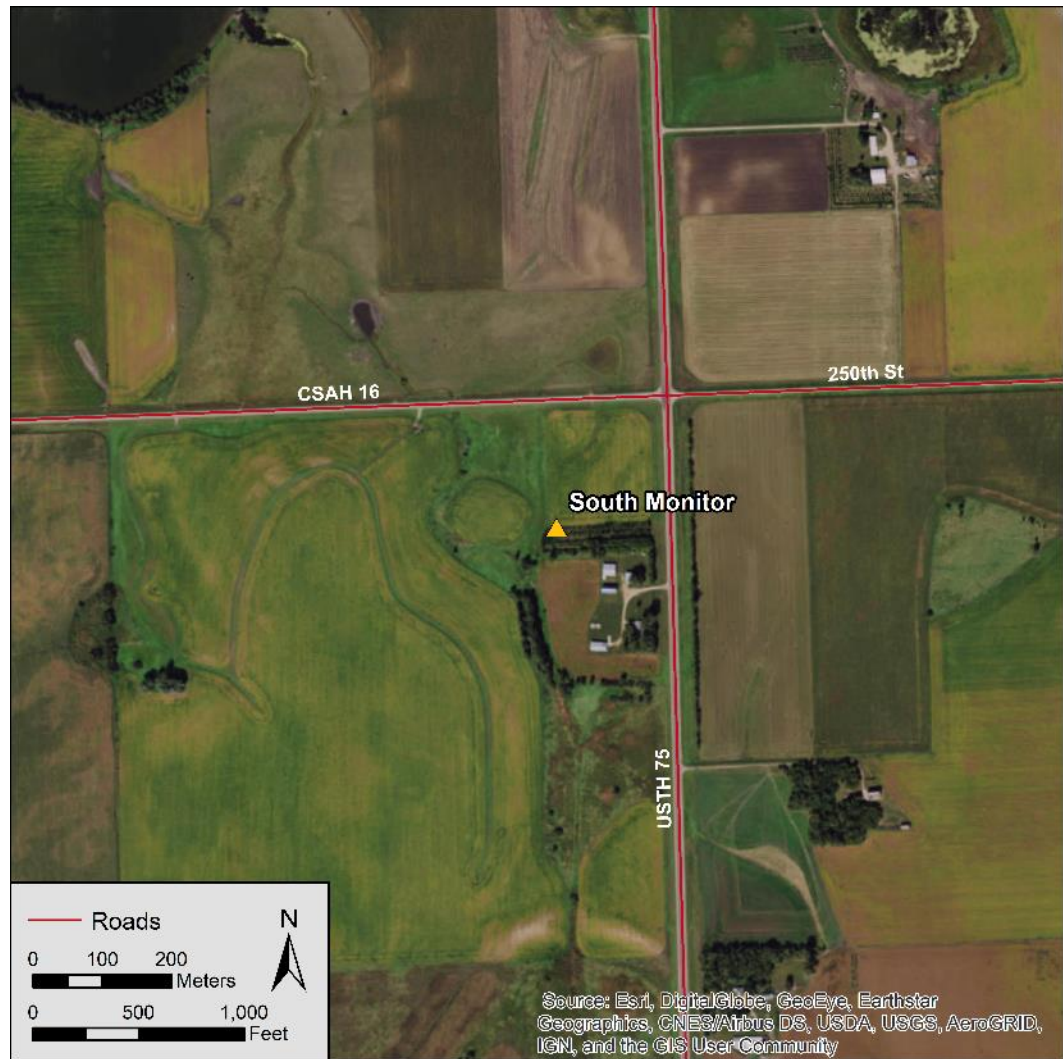 CSAH 16
250th St
South Monitor
USTH 75
Roads
N
0 100 200
Meters
0 500 1,000
Feet
Source: Esri, DigitalGlobe, GeoEye, Earthstar
Geographics, CNES/Airbus DS, USDA, USGS, AeroGRID,
IGN, and the GIS User Community